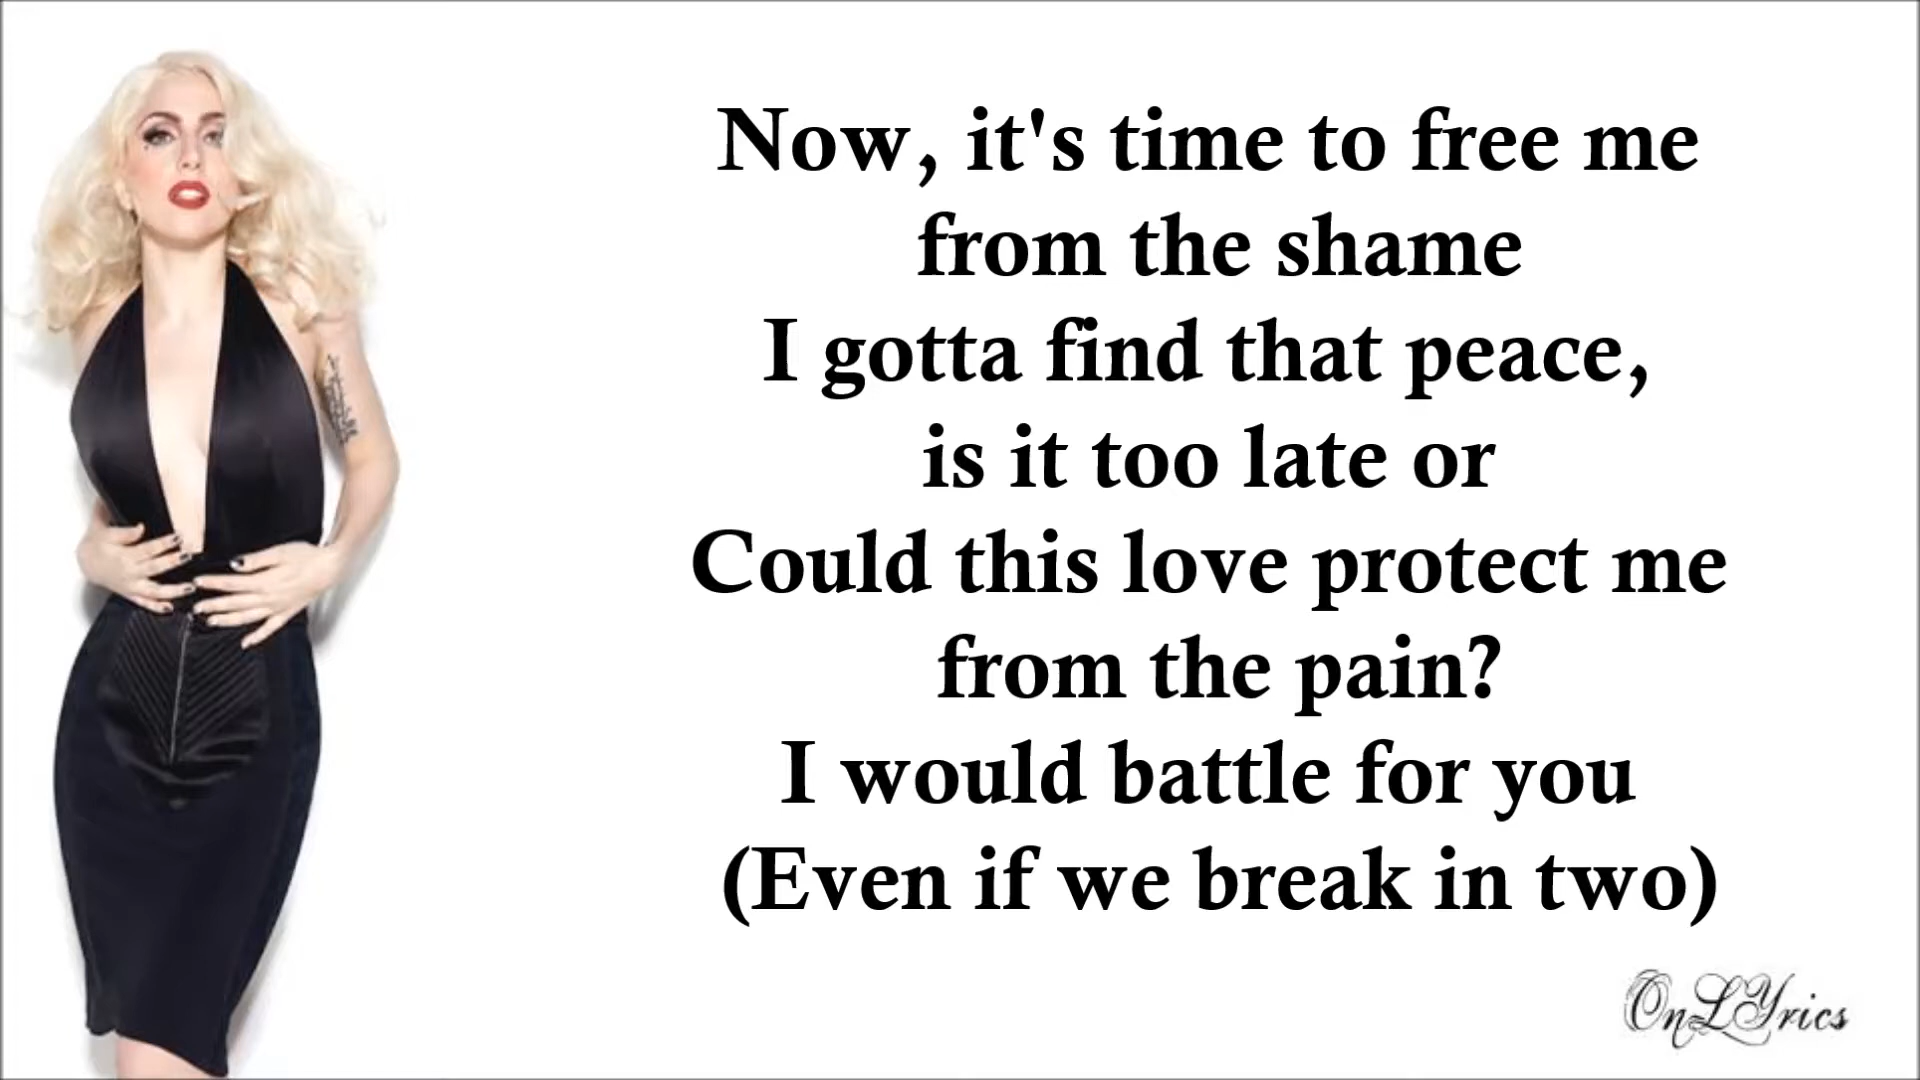 Now, it's time to free me
from the shame
I gotta find that peace,
is it too late or
Could this love protect me
from the pain?
I would battle for you
(Even if we break in two)
OnLYrics